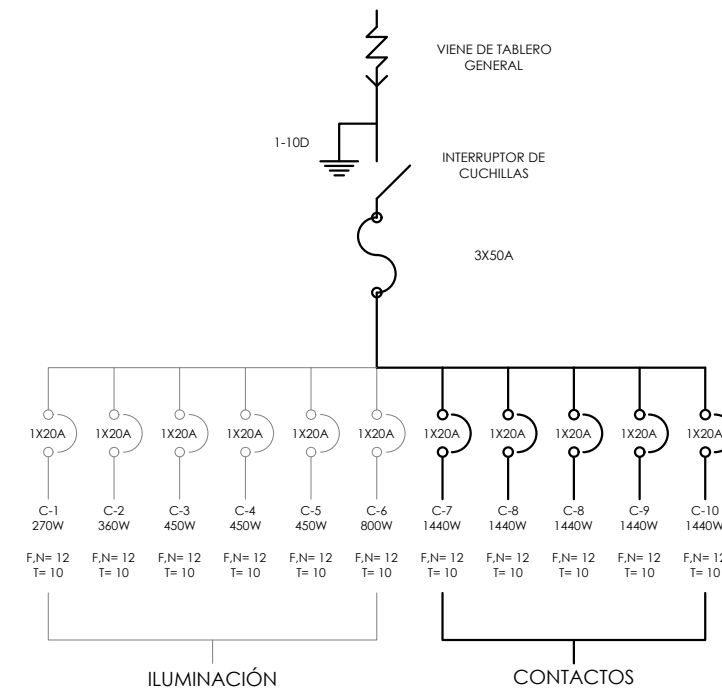 VIENE DE TABLERO
GENERAL
1-10D
INTERRUPTOR DE
CUCHILLAS
3X50A
1X20A 1X20A 1X20A 1X20A 1X20A 1X20A 1X20A 1X20A 1X20A 1X20A 1X20A
C-1 C-2 C-3 C-4 C-5 C-6 C-7 C-8 C-8 C-9 C-10
270W 360W 450W 450W 450W 800W 1440W 1440W 1440W 1440W 1440W
F,N= 12 F,N= 12 F,N= 12 F,N= 12 F,N= 12 F,N= 12 F,N= 12 F,N= 12 F,N= 12 F,N= 12 F,N= 12
T= 10 T= 10 T= 10 T= 10 T= 10 T= 10 T= 10 T= 10 T= 10 T= 10 T= 10
ILUMINACIÓN CONTACTOS